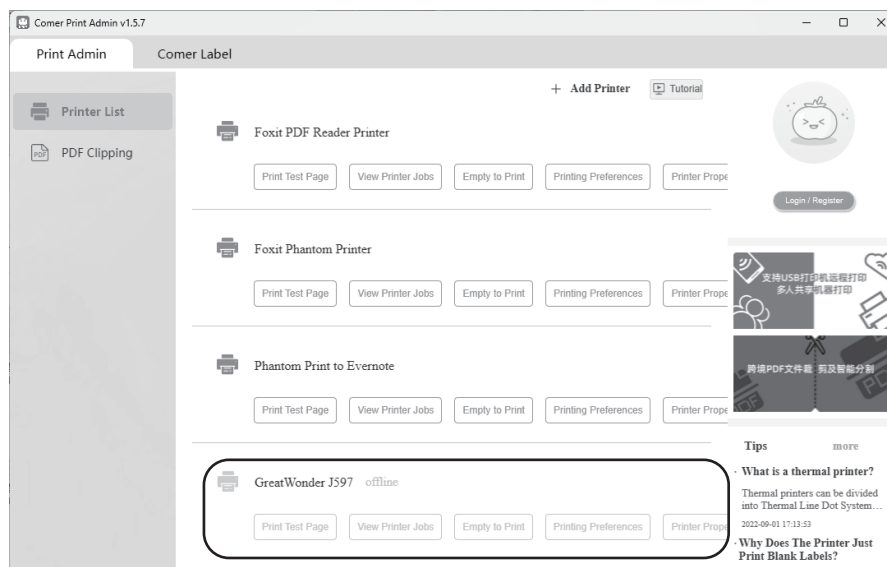 Comer Print Admin v1.5.7
Print Admin
Comer Label
Printer List
PDF
PDF Clipping
+ Add Printer
Tutorial
Foxit PDF Reader Printer
Print Test Page
View Printer Jobs
Empty to Print
Printing Preferences
Printer Prope
Foxit Phantom Printer
Print Test Page
View Printer Jobs
Empty to Print
Printing Preferences
Printer Prope
Phantom Print to Evernote
Print Test Page
View Printer Jobs
Empty to Print
Printing Preferences
Printer Prope
GreatWonder J597 offline
Print Test Page
View Printer Jobs
Empty to Print
Printing Preferences
Printer Prope
Login / Register
支持USB打印机远程打印
多人共享机器打印
跨境PDF文件裁 剪及智能分割
PDF
PDF
Tips
more
· What is a thermal printer?
Thermal printers can be divided
into Thermal Line Dot System…
2022-09-01 17:13:53
· Why Does The Printer Just
Print Blank Labels?